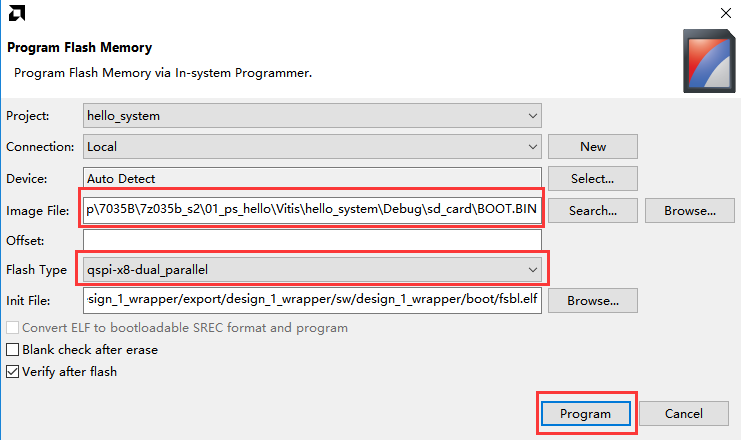 Program Flash Memory
Program Flash Memory via In-system Programmer.
Project: hello_system
Connection: Local New
Device: Auto Detect Select...
Image File: p\7035B\7z035b_s2\01_ps_hello\Vitis\hello_system\Debug\sd_card\BOOT.BIN Search... Browse...
Offset:
Flash Type qspi-x8-dual_parallel
Init File: sign_1_wrapper/export/design_1_wrapper/sw/design_1_wrapper/boot/fsbl.elf Browse...
Convert ELF to bootloadable SREC format and program
Blank check after erase
Verify after flash
Program Cancel